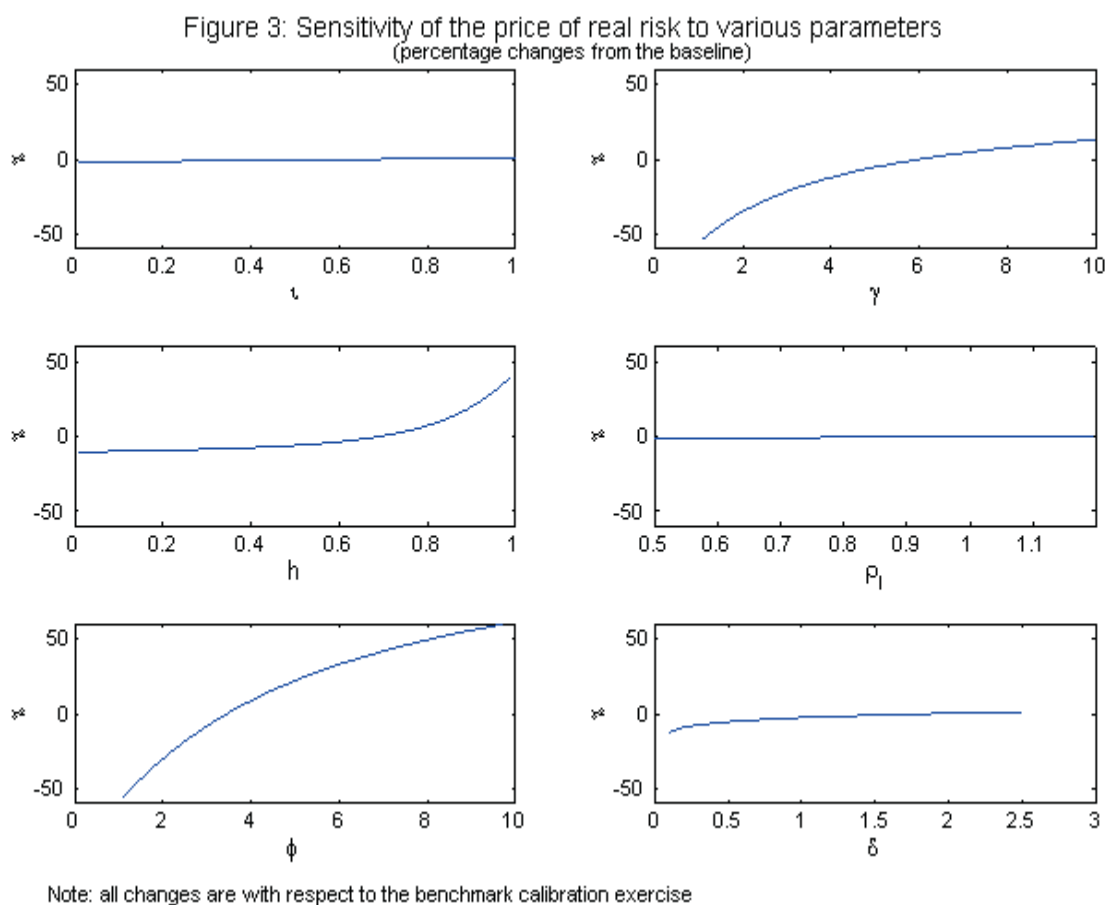 Figure 3: Sensitivity of the price of real risk to various parameters
(percentage changes from the baseline)
50
0
-50
%
0 0.2 0.4 0.6 0.8 1
ι
50
0
-50
%
0 2 4 6 8 10
γ
50
0
-50
%
0 0.2 0.4 0.6 0.8 1
h
50
0
-50
%
0.5 0.6 0.7 0.8 0.9 1 1.1
ρI
50
0
-50
%
0 2 4 6 8 10
ϕ
50
0
-50
%
0 0.5 1 1.5 2 2.5 3
δ
Note: all changes are with respect to the benchmark calibration exercise